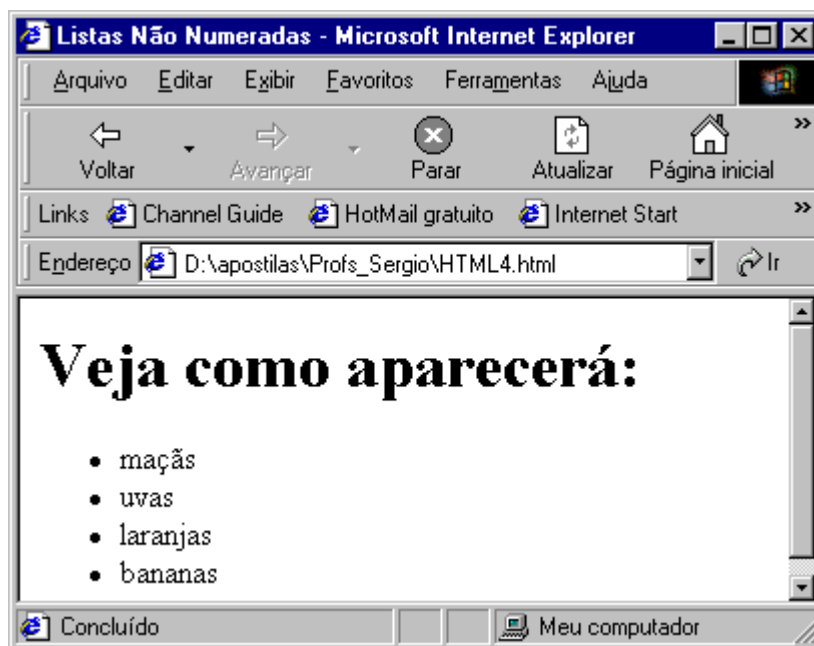 Listas Não Numeradas - Microsoft Internet Explorer
Arquivo Editar Exibir Favoritos Ferramentas Ajuda
Voltar Avançar Parar Atualizar Página inicial »
Links Channel Guide HotMail gratuito Internet Start »
Endereço D:\apostilas\Profs_Sergio\HTML4.html Ir
Veja como aparecerá:
• maçãs
• uvas
• laranjas
• bananas
Concluído Meu computador